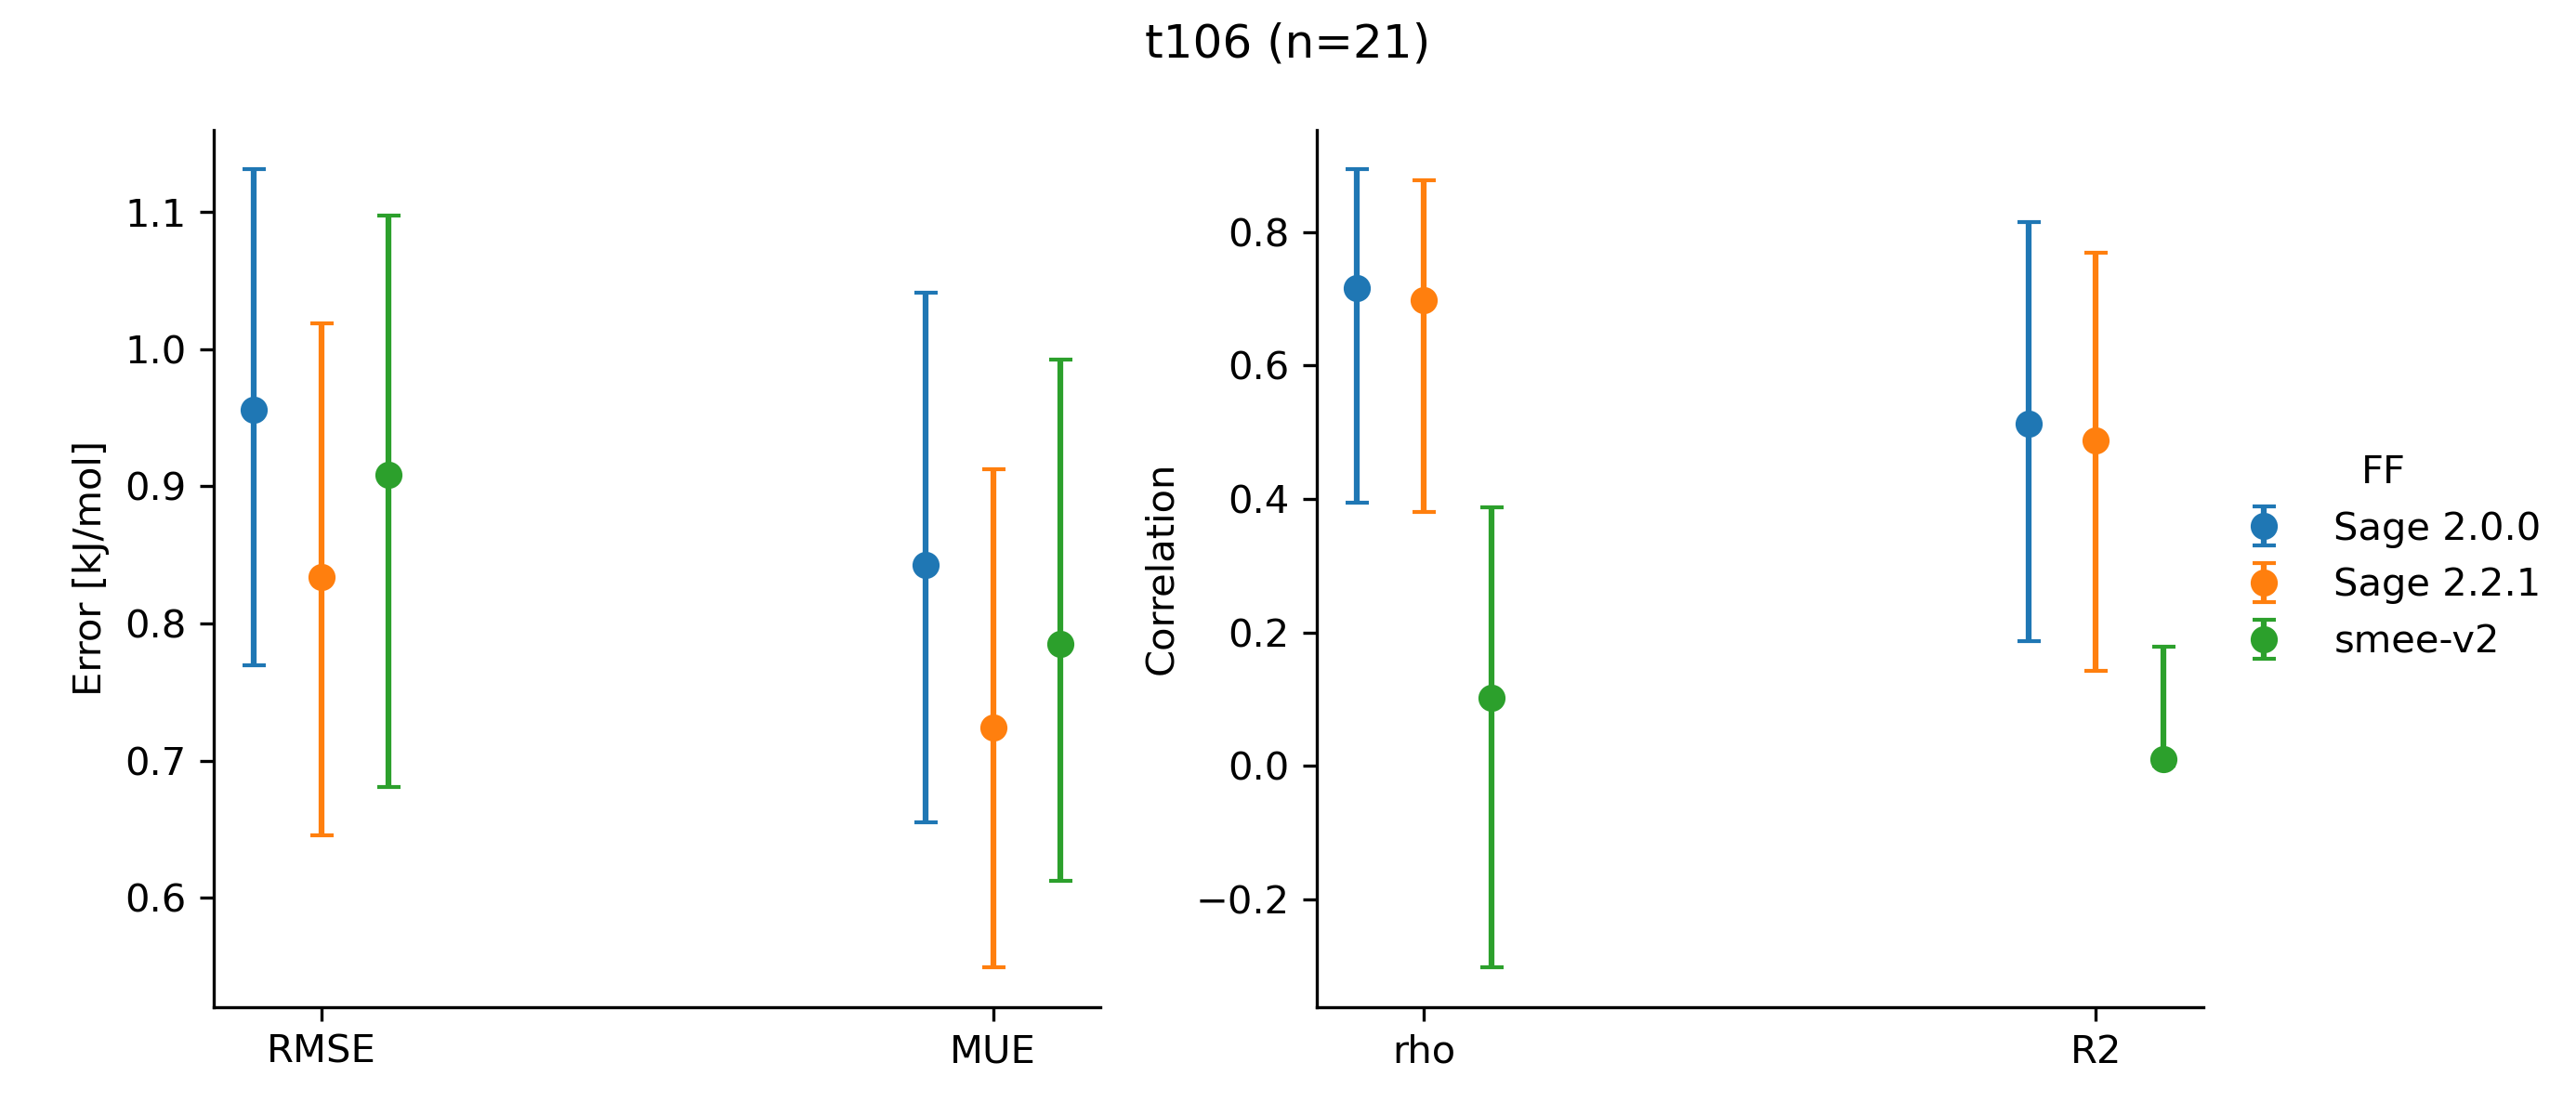 t106 (n=21)
Error [kJ/mol]
1.1
1.0
0.9
0.8
0.7
0.6
RMSE
MUE
Correlation
0.8
0.6
0.4
0.2
0.0
−0.2
rho
R2
FF
Sage 2.0.0
Sage 2.2.1
smee-v2